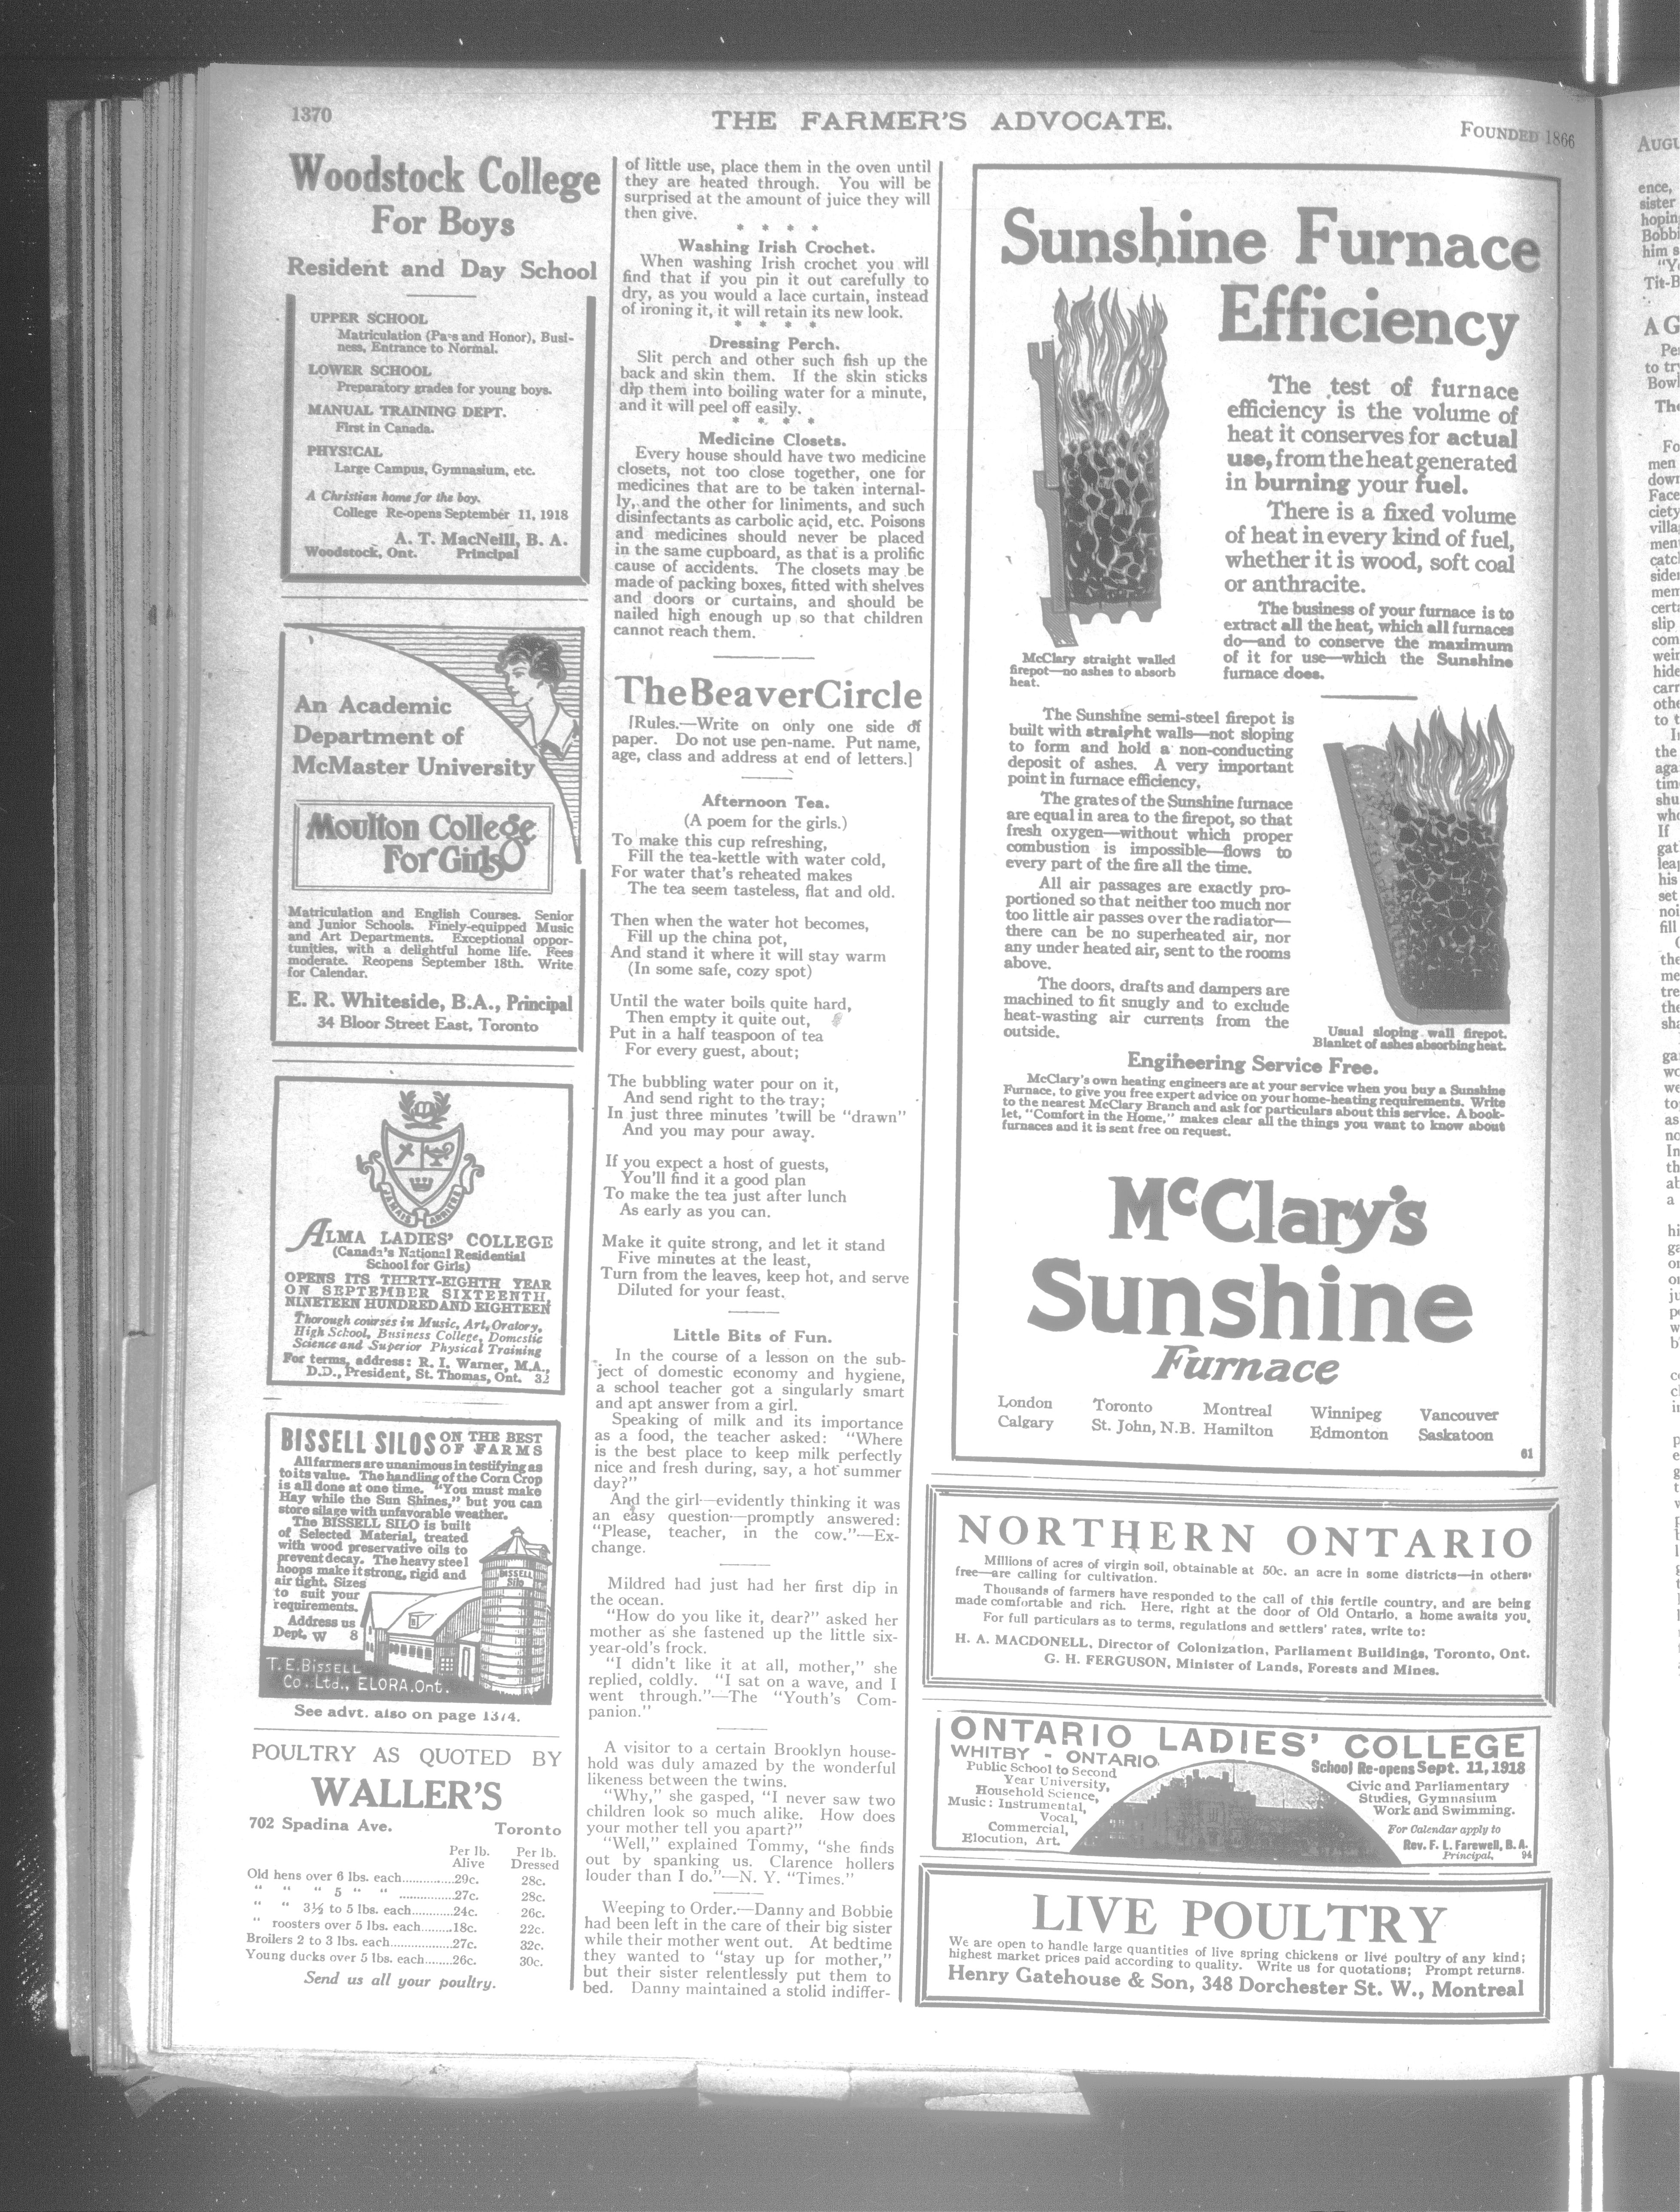 1370
THE FARMER'S ADVOCATE.
FOUNDED 1866
Woodstock College
For Boys
Resident and Day School
UPPER SCHOOL
Matriculation (Pass and Honor), Busi-
ness, Entrance to Normal.
LOWER SCHOOL
Preparatory grades for young boys.
MANUAL TRAINING DEPT.
First in Canada.
PHYSICAL
Large Campus, Gymnasium, etc.
A Christian home for the boy.
College Re-opens September 11, 1918
A. T. MacNeill, B. A.
Woodstock, Ont. Principal
An Academic
Department of
McMaster University
Moulton College
For Girls
Matriculation and English Courses. Senior
and Junior Schools. Finely-equipped Music
and Art Departments. Exceptional oppor-
tunities, with a delightful home life. Fees
moderate. Reopens September 18th. Write
for Calendar.
E. R. Whiteside, B.A., Principal
34 Bloor Street East, Toronto
JAMAIS ARRIERE
ALMA LADIES' COLLEGE
(Canada's National Residential
School for Girls)
OPENS ITS THIRTY-EIGHTH YEAR
ON SEPTEMBER SIXTEENTH,
NINETEEN HUNDRED AND EIGHTEEN
Thorough courses in Music, Art, Oratory,
High School, Business College, Domestic
Science and Superior Physical Training
For terms, address: R. I. Warner, M.A.,
D.D., President, St. Thomas, Ont. 32
BISSELL SILOS ON THE BEST
OF FARMS
All farmers are unanimous in testifying as
to its value. The handling of the Corn Crop
is all done at one time. "You must make
Hay while the Sun Shines," but you can
store silage with unfavorable weather.
The BISSELL SILO is built
of Selected Material, treated
with wood preservative oils to
prevent decay. The heavy steel
hoops make it strong, rigid and
air tight. Sizes
to suit your
requirements.
Address us
Dept. W 8
BISSELL
Silo
T. E. BISSELL
Co. Ltd., ELORA, Ont.
See advt. also on page 1374.
POULTRY AS QUOTED BY
WALLER'S
702 Spadina Ave. Toronto
Per lb. Per lb.
Alive Dressed
Old hens over 6 lbs. each...............29c. 28c.
" " " 5 " " ................27c. 28c.
" " 3½ to 5 lbs. each...........24c. 26c.
" roosters over 5 lbs. each........18c. 22c.
Broilers 2 to 3 lbs. each..................27c. 32c.
Young ducks over 5 lbs. each........26c. 30c.
Send us all your poultry.
of little use, place them in the oven until
they are heated through. You will be
surprised at the amount of juice they will
then give.
* * * *
Washing Irish Crochet.
When washing Irish crochet you will
find that if you pin it out carefully to
dry, as you would a lace curtain, instead
of ironing it, it will retain its new look.
* * * *
Dressing Perch.
Slit perch and other such fish up the
back and skin them. If the skin sticks
dip them into boiling water for a minute,
and it will peel off easily.
* * * *
Medicine Closets.
Every house should have two medicine
closets, not too close together, one for
medicines that are to be taken internal-
ly, and the other for liniments, and such
disinfectants as carbolic acid, etc. Poisons
and medicines should never be placed
in the same cupboard, as that is a prolific
cause of accidents. The closets may be
made of packing boxes, fitted with shelves
and doors or curtains, and should be
nailed high enough up so that children
cannot reach them.
The Beaver Circle
[Rules.—Write on only one side of
paper. Do not use pen-name. Put name,
age, class and address at end of letters.]
Afternoon Tea.
(A poem for the girls.)
To make this cup refreshing,
Fill the tea-kettle with water cold,
For water that's reheated makes
The tea seem tasteless, flat and old.
Then when the water hot becomes,
Fill up the china pot,
And stand it where it will stay warm
(In some safe, cozy spot)
Until the water boils quite hard,
Then empty it quite out,
Put in a half teaspoon of tea
For every guest, about;
The bubbling water pour on it,
And send right to the tray;
In just three minutes 'twill be "drawn"
And you may pour away.
If you expect a host of guests,
You'll find it a good plan
To make the tea just after lunch
As early as you can.
Make it quite strong, and let it stand
Five minutes at the least,
Turn from the leaves, keep hot, and serve
Diluted for your feast.
Little Bits of Fun.
In the course of a lesson on the sub-
ject of domestic economy and hygiene,
a school teacher got a singularly smart
and apt answer from a girl.
Speaking of milk and its importance
as a food, the teacher asked: "Where
is the best place to keep milk perfectly
nice and fresh during, say, a hot summer
day?"
And the girl—evidently thinking it was
an easy question—promptly answered:
"Please, teacher, in the cow."—Ex-
change.
Mildred had just had her first dip in
the ocean.
"How do you like it, dear?" asked her
mother as she fastened up the little six-
year-old's frock.
"I didn't like it at all, mother," she
replied, coldly. "I sat on a wave, and I
went through."—The "Youth's Com-
panion."
A visitor to a certain Brooklyn house-
hold was duly amazed by the wonderful
likeness between the twins.
"Why," she gasped, "I never saw two
children look so much alike. How does
your mother tell you apart?"
"Well," explained Tommy, "she finds
out by spanking us. Clarence hollers
louder than I do."—N. Y. "Times."
Weeping to Order.—Danny and Bobbie
had been left in the care of their big sister
while their mother went out. At bedtime
they wanted to "stay up for mother,"
but their sister relentlessly put them to
bed. Danny maintained a stolid indiffer-
Sunshine Furnace
Efficiency
The test of furnace
efficiency is the volume of
heat it conserves for actual
use, from the heat generated
in burning your fuel.
There is a fixed volume
of heat in every kind of fuel,
whether it is wood, soft coal
or anthracite.
The business of your furnace is to
extract all the heat, which all furnaces
do—and to conserve the maximum
of it for use—which the Sunshine
furnace does.
McClary straight walled
firepot—no ashes to absorb
heat.
The Sunshine semi-steel firepot is
built with straight walls—not sloping
to form and hold a non-conducting
deposit of ashes. A very important
point in furnace efficiency.
The grates of the Sunshine furnace
are equal in area to the firepot, so that
fresh oxygen—without which proper
combustion is impossible—flows to
every part of the fire all the time.
All air passages are exactly pro-
portioned so that neither too much nor
too little air passes over the radiator—
there can be no superheated air, nor
any under heated air, sent to the rooms
above.
The doors, drafts and dampers are
machined to fit snugly and to exclude
heat-wasting air currents from the
outside.
Usual sloping wall firepot.
Blanket of ashes absorbing heat.
Engineering Service Free.
McClary's own heating engineers are at your service when you buy a Sunshine
Furnace, to give you free expert advice on your home-heating requirements. Write
to the nearest McClary Branch and ask for particulars about this service. A book-
let, "Comfort in the Home," makes clear all the things you want to know about
furnaces and it is sent free on request.
McClary's
Sunshine
Furnace
London Toronto Montreal Winnipeg Vancouver
Calgary St. John, N.B. Hamilton Edmonton Saskatoon
61
NORTHERN ONTARIO
Millions of acres of virgin soil, obtainable at 50c. an acre in some districts—in others
free—are calling for cultivation.
Thousands of farmers have responded to the call of this fertile country, and are being
made comfortable and rich. Here, right at the door of Old Ontario, a home awaits you.
For full particulars as to terms, regulations and settlers' rates, write to:
H. A. MACDONELL, Director of Colonization, Parliament Buildings, Toronto, Ont.
G. H. FERGUSON, Minister of Lands, Forests and Mines.
ONTARIO LADIES' COLLEGE
WHITBY - ONTARIO
Public School to Second
Year University,
Household Science,
Music: Instrumental,
Vocal,
Commercial,
Elocution, Art.
School Re-opens Sept. 11, 1918
Civic and Parliamentary
Studies, Gymnasium
Work and Swimming.
For Calendar apply to
Rev. F. L. Farewell, B. A.
Principal, 94
LIVE POULTRY
We are open to handle large quantities of live spring chickens or live poultry of any kind;
highest market prices paid according to quality. Write us for quotations; Prompt returns.
Henry Gatehouse & Son, 348 Dorchester St. W., Montreal